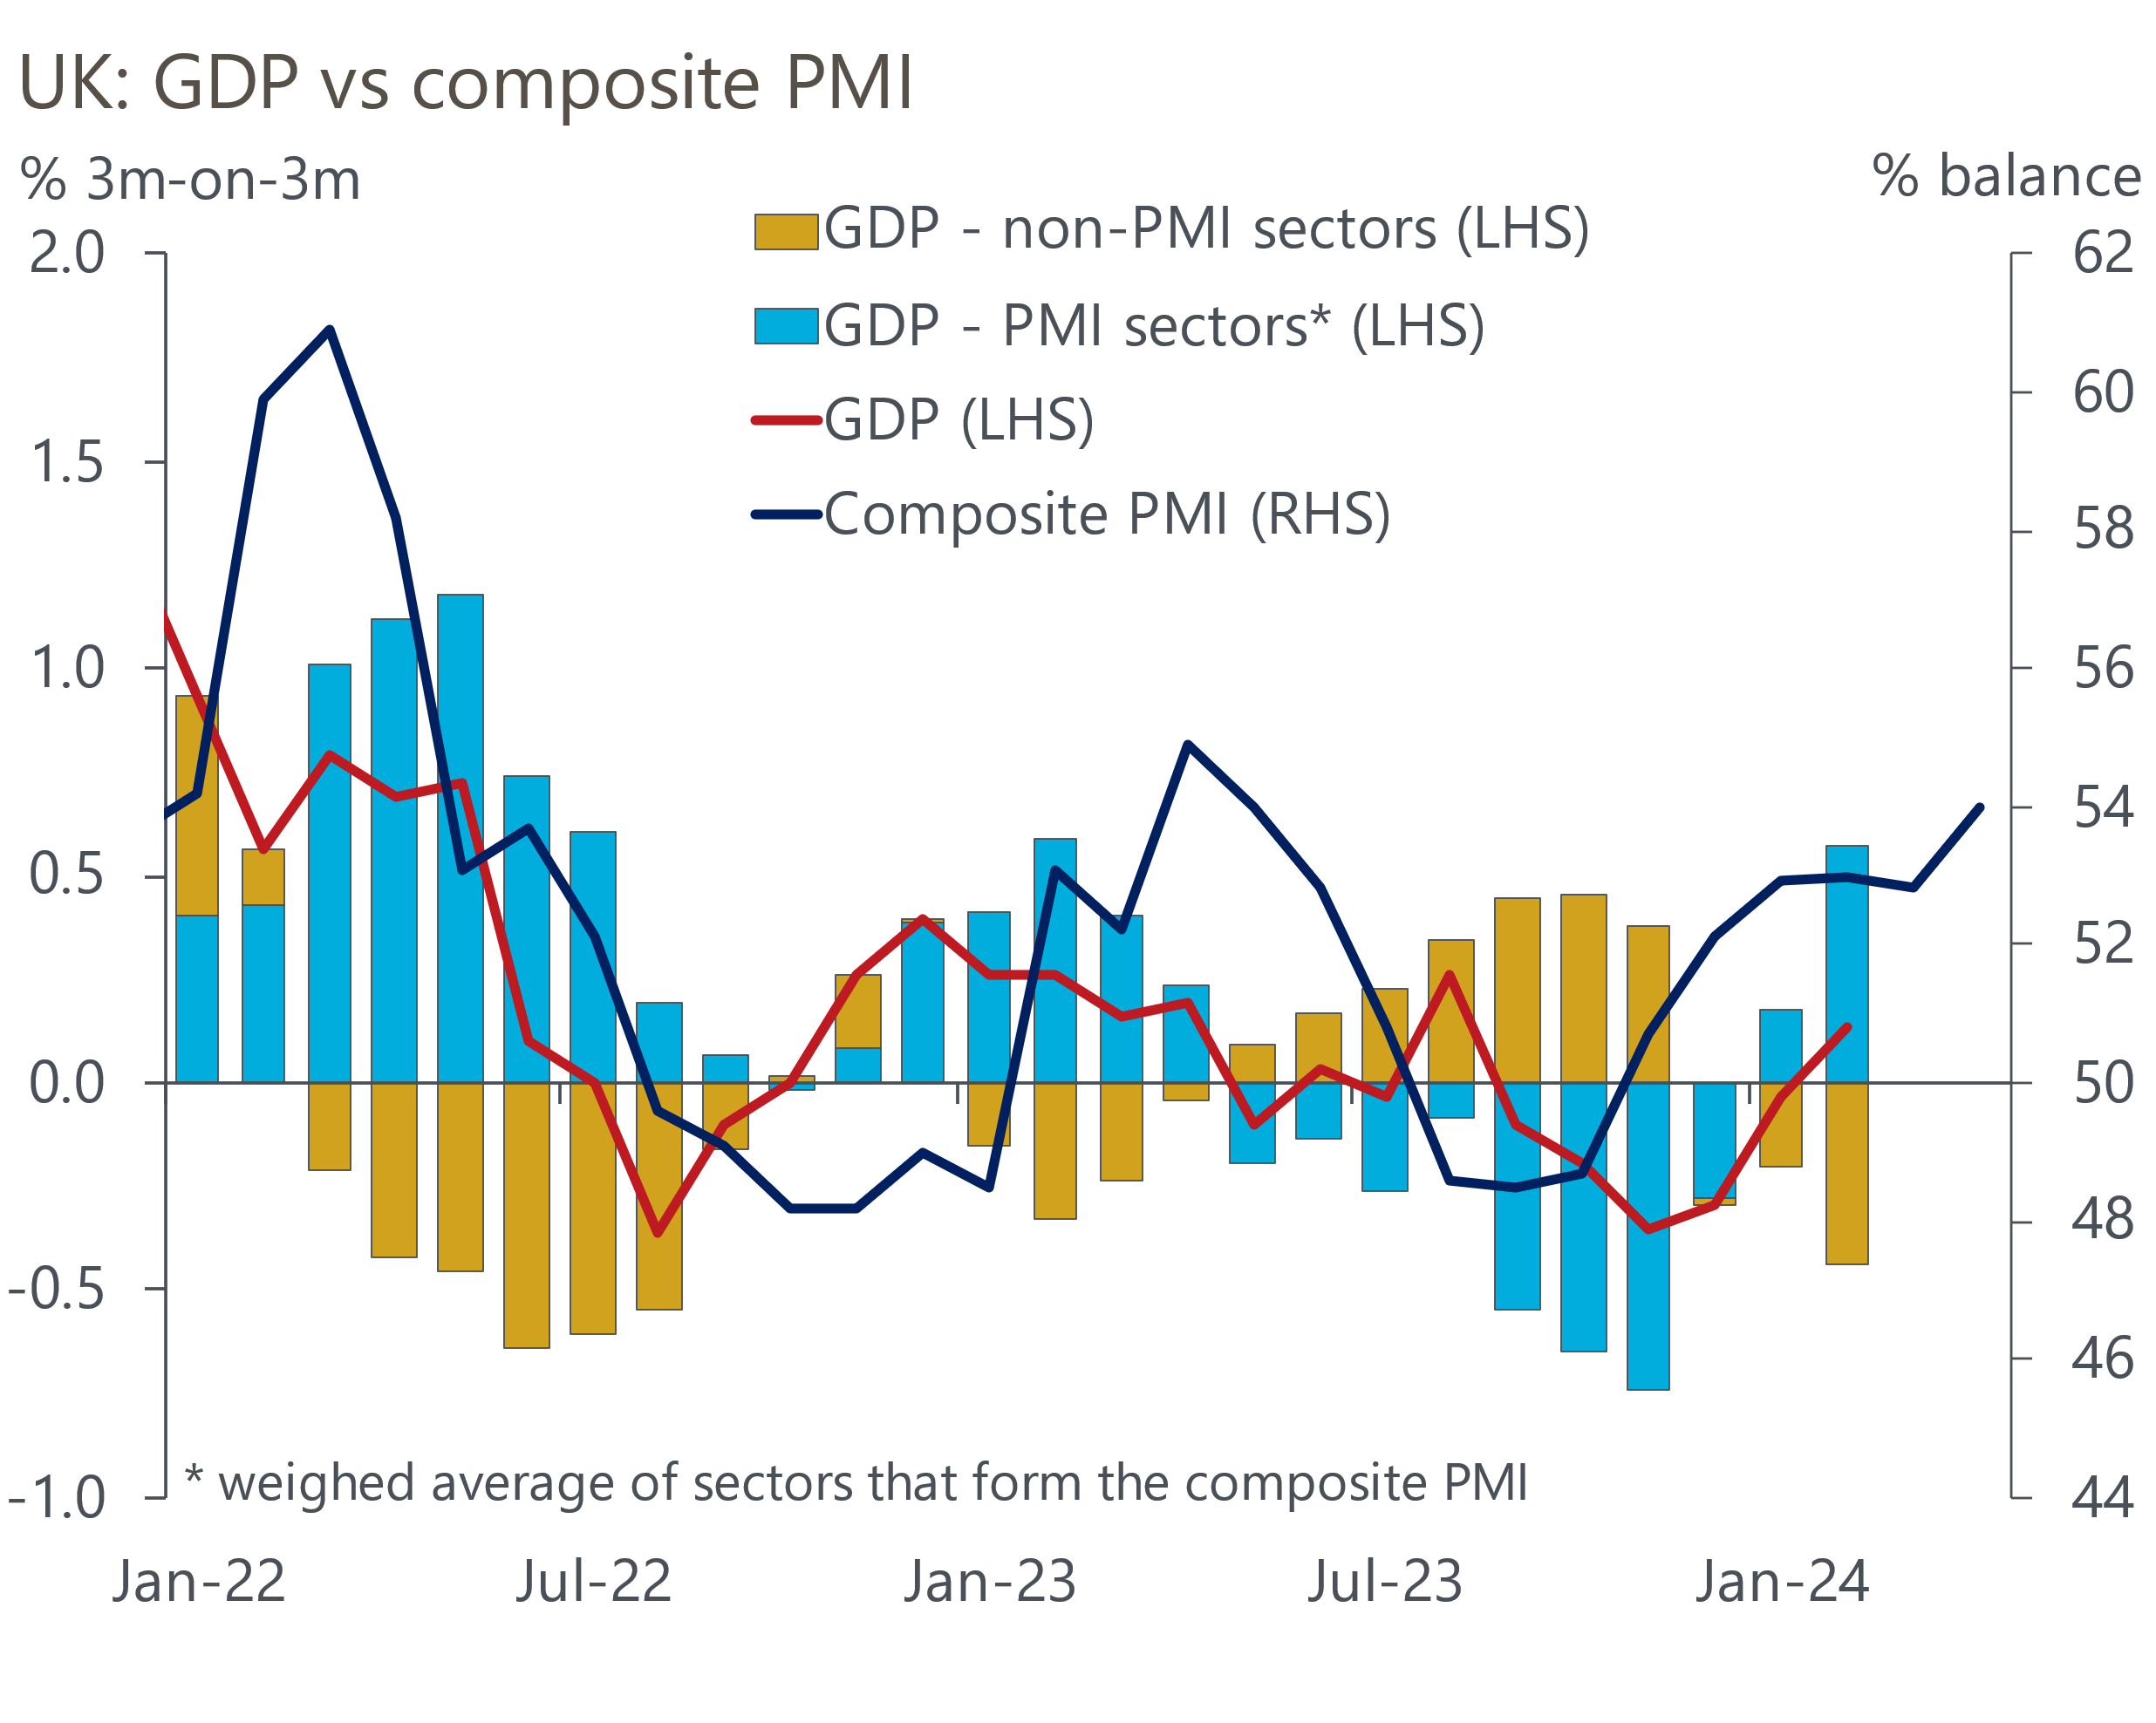 UK: GDP vs composite PMI
% 3m-on-3m
% balance
GDP - non-PMI sectors (LHS)
GDP - PMI sectors* (LHS)
GDP (LHS)
Composite PMI (RHS)
2.0
1.5
1.0
0.5
0.0
-0.5
-1.0
62
60
58
56
54
52
50
48
46
44
* weighed average of sectors that form the composite PMI
Jan-22
Jul-22
Jan-23
Jul-23
Jan-24